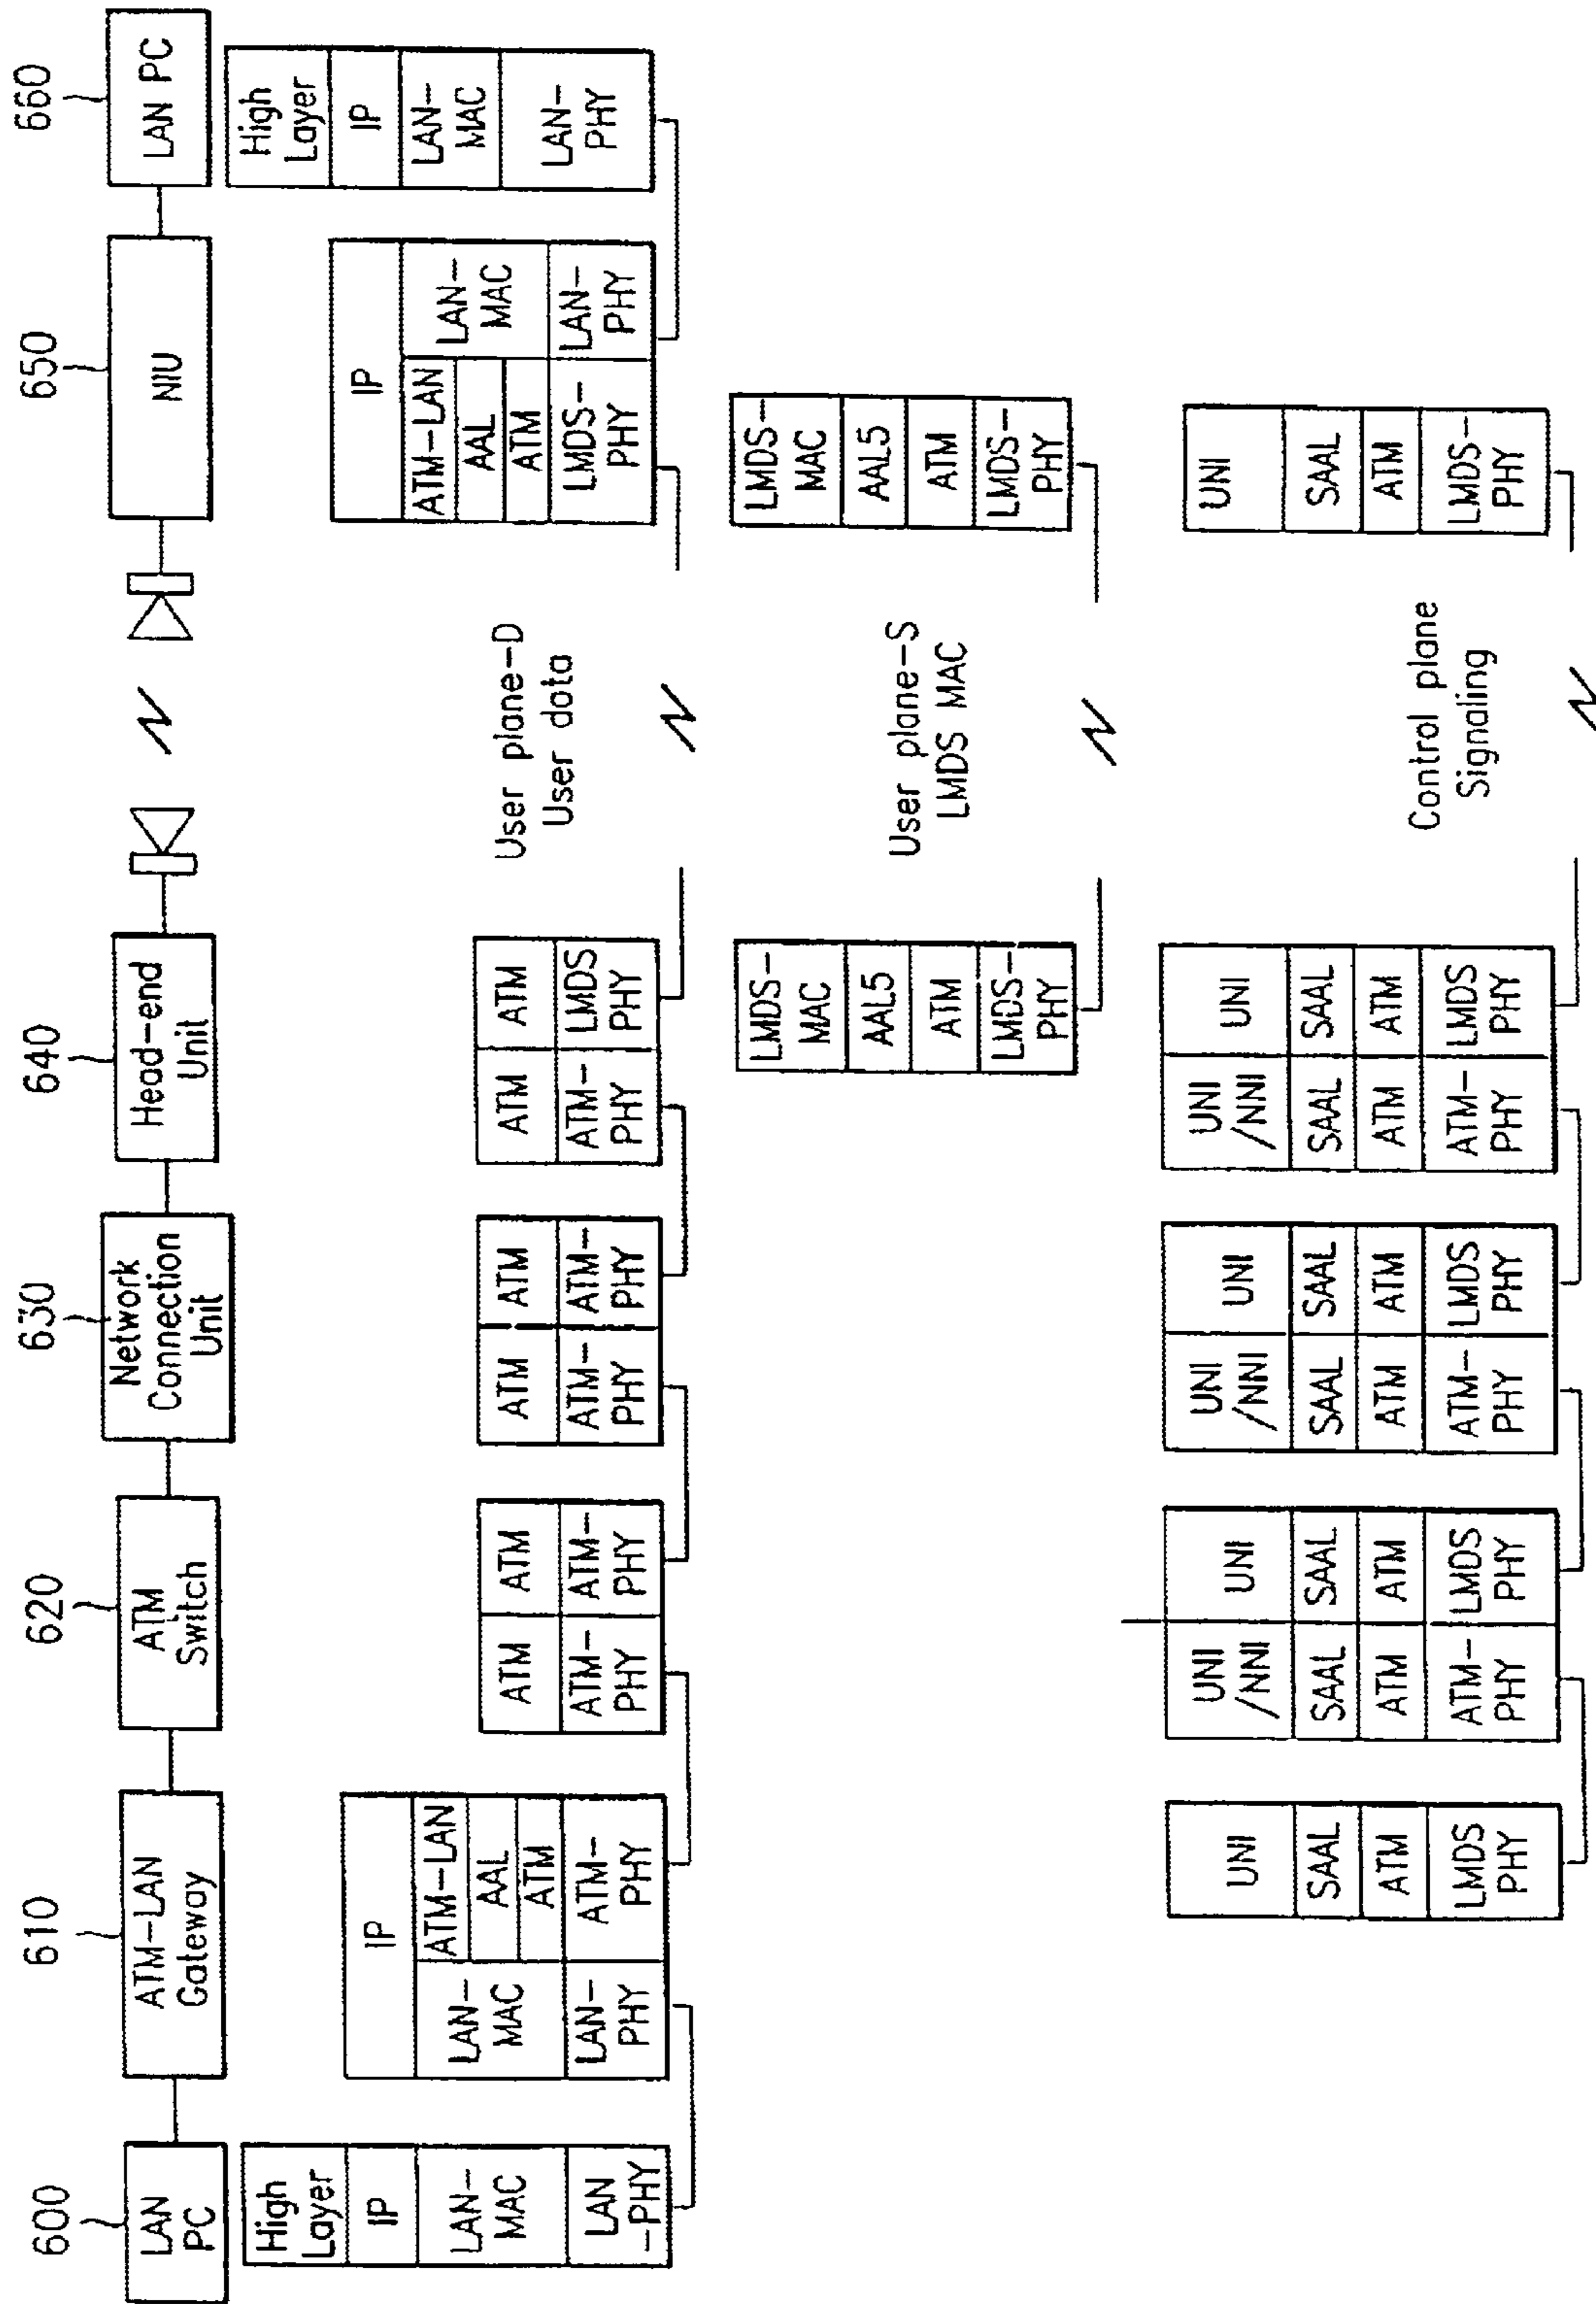 600
610
620
630
640
650
660
LAN
PC
ATM-LAN
Gateway
ATM
Switch
Network
Connection
Unit
Head-end
Unit
NIU
LAN PC
High
Layer
IP
LAN-
MAC
LAN
-PHY
IP
LAN-
MAC
LAN-
PHY
ATM-LAN
AAL
ATM
ATM-
PHY
ATM
ATM-
PHY
ATM
ATM-
PHY
ATM
ATM-
PHY
ATM
ATM-
PHY
ATM
ATM-
PHY
ATM
LMDS
PHY
User plane-D
User data
IP
ATM-LAN
AAL
ATM
LMDS-
PHY
LAN-
MAC
LAN-
PHY
High
Layer
IP
LAN-
MAC
LAN-
PHY
LMDS-
MAC
AAL5
ATM
LMDS-
PHY
User plane-S
LMDS MAC
LMDS-
MAC
AAL5
ATM
LMDS-
PHY
UNI
SAAL
ATM
LMDS
PHY
UNI
/NNI
SAAL
ATM
ATM-
PHY
UNI
SAAL
ATM
LMDS
PHY
UNI
/NNI
SAAL
ATM
ATM-
PHY
UNI
SAAL
ATM
LMDS
PHY
UNI
/NNI
SAAL
ATM
ATM-
PHY
UNI
SAAL
ATM
LMDS
PHY
Control plane
Signaling
UNI
SAAL
ATM
LMDS-
PHY